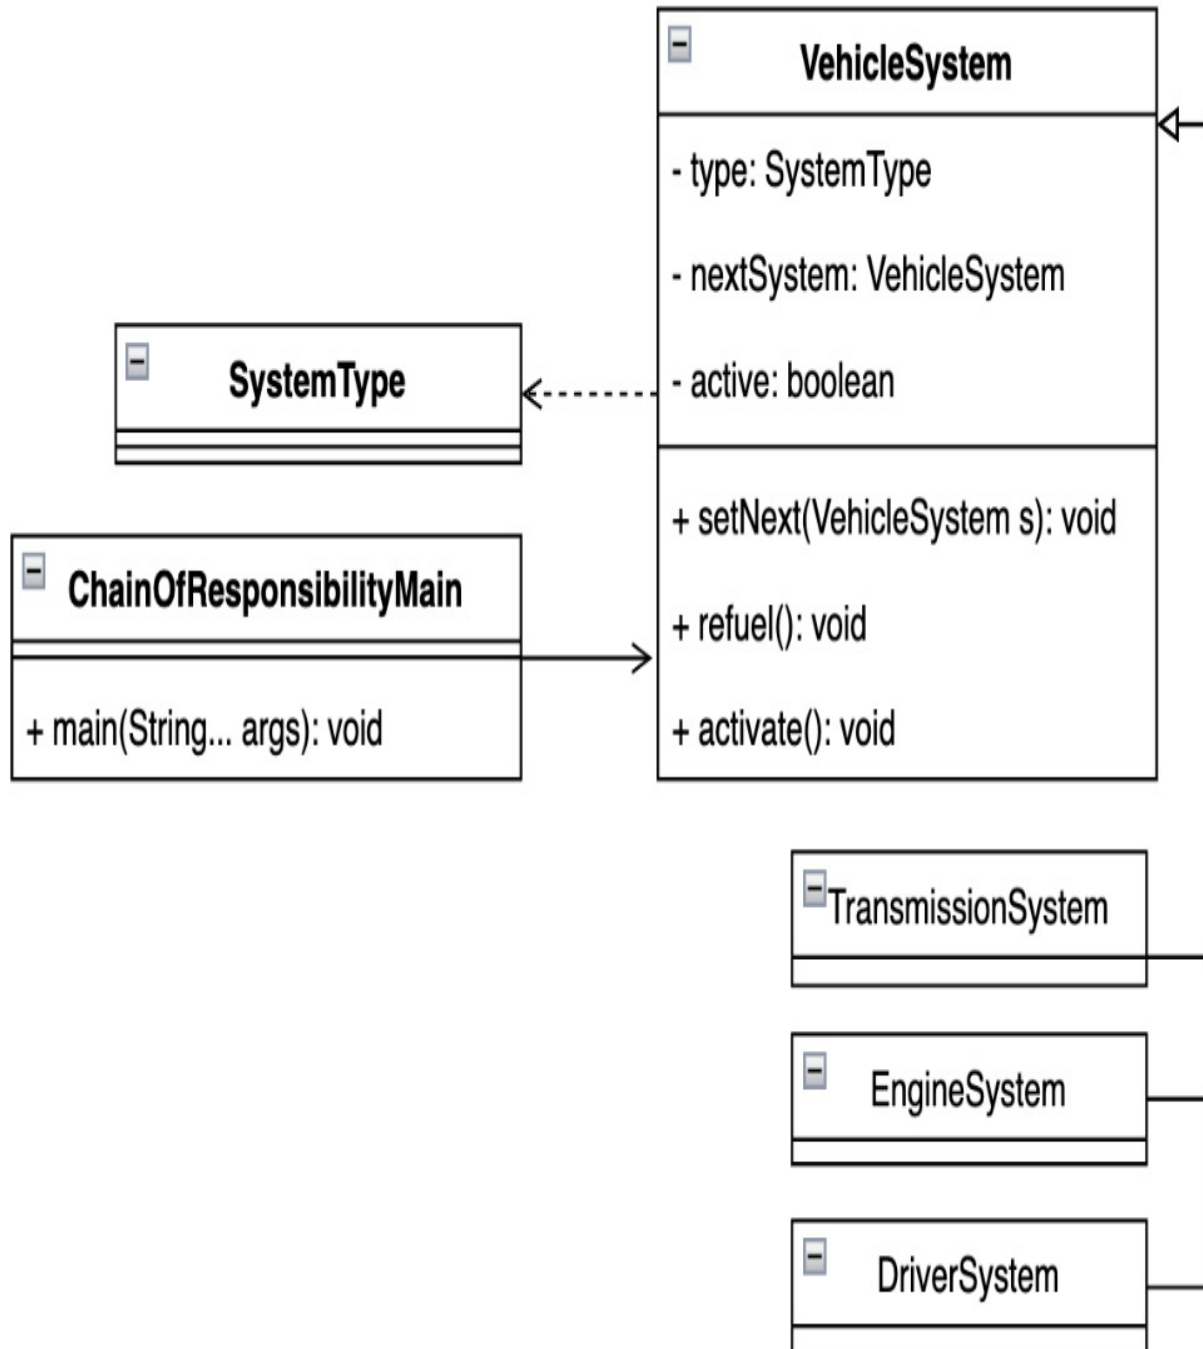 VehicleSystem
- type: SystemType
- nextSystem: VehicleSystem
- active: boolean
+ setNext(VehicleSystem s): void
+ refuel(): void
+ activate(): void
SystemType
ChainOfResponsibilityMain
+ main(String... args): void
TransmissionSystem
EngineSystem
DriverSystem